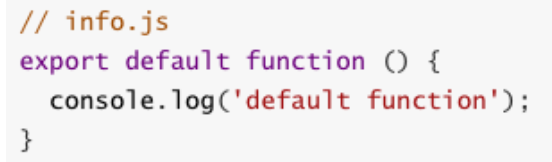 // info.js
export default function () {
  console.log('default function');
}